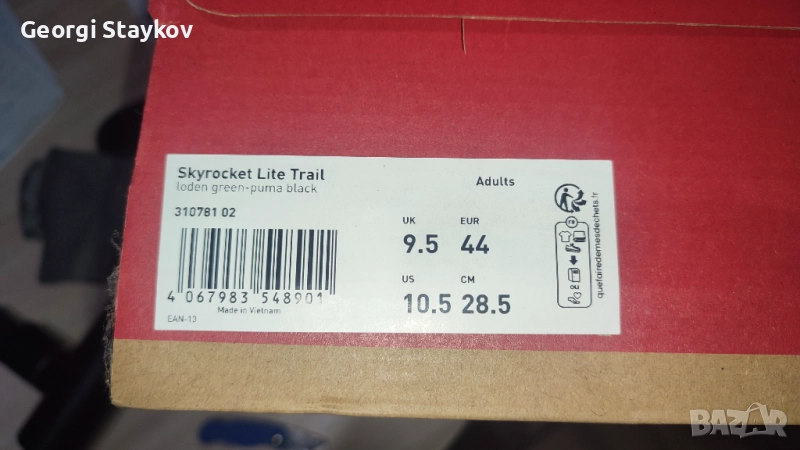 Georgi Staykov
Skyrocket Lite Trail
loden green-puma black
Adults
310781 02
UK EUR
9.5 44
US CM
10.5 28.5
4 067983 548901
Made in Vietnam
EAN-13
quefairedemesdechets.fr
BAZAR